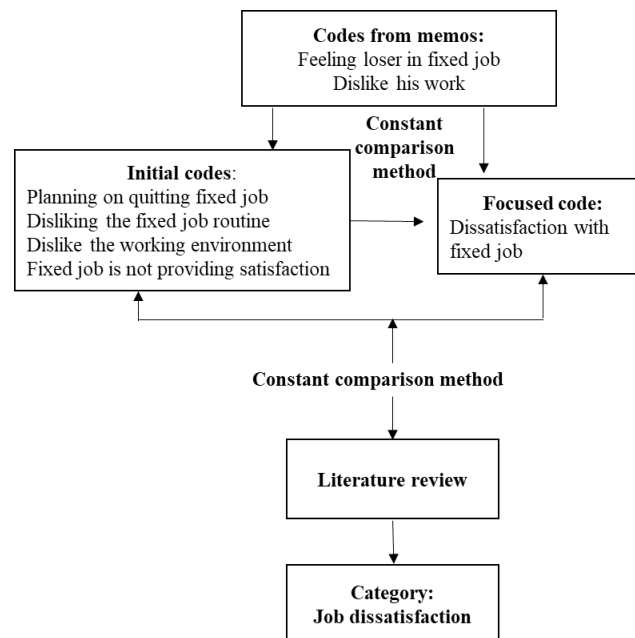 Codes from memos:
Feeling loser in fixed job
Dislike his work
Constant
comparison
method
Initial codes:
Planning on quitting fixed job
Disliking the fixed job routine
Dislike the working environment
Fixed job is not providing satisfaction
Focused code:
Dissatisfaction with
fixed job
Constant comparison method
Literature review
Category:
Job dissatisfaction